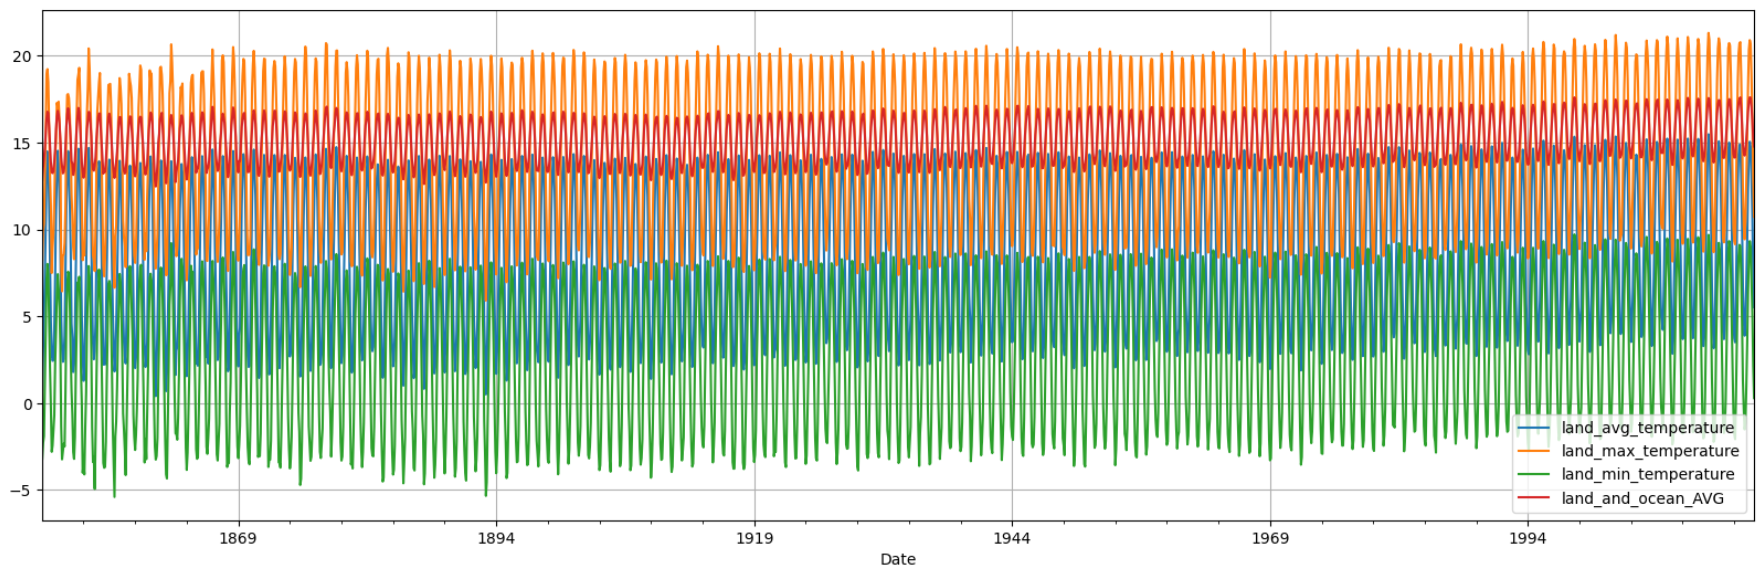 20
15
10
5
0
−5
1869
1894
1919
1944
1969
1994
Date
land_avg_temperature
land_max_temperature
land_min_temperature
land_and_ocean_AVG